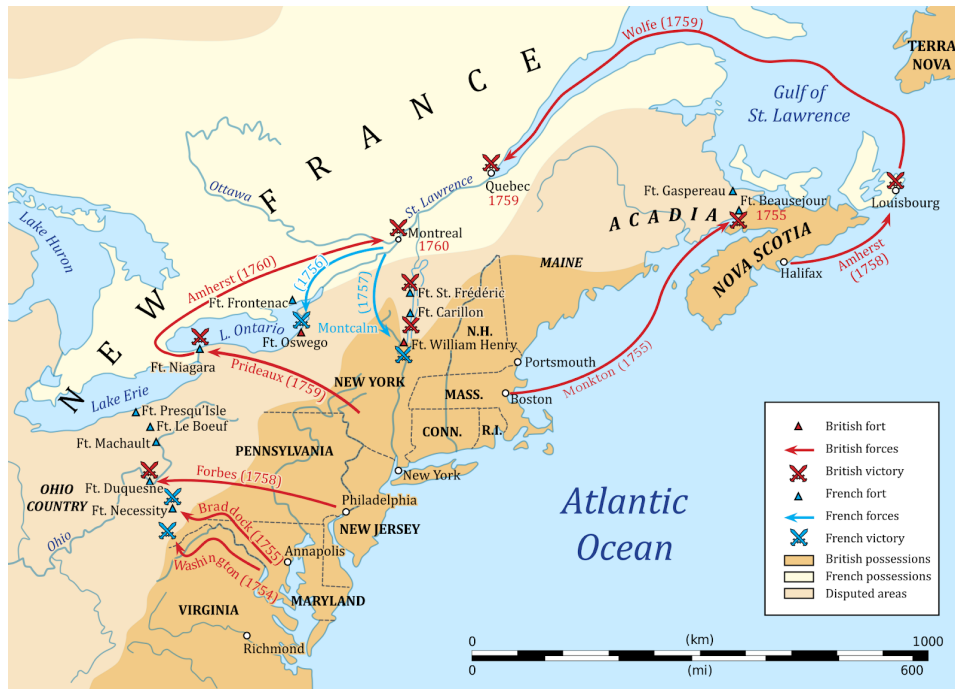 Wolfe (1759)
TERRA
NOVA
NEW FRANCE
Gulf of
St. Lawrence
Ottawa
St. Lawrence
Quebec
1759
Ft. Gaspereau
Ft. Beausejour
1755
Louisbourg
ACADIA
NOVA SCOTIA
Halifax
Amherst
(1758)
Lake Huron
Montreal
1760
MAINE
Amherst (1760)
(1756)
(1757)
Montcalm
Ft. Frontenac
L. Ontario
Ft. Oswego
Ft. St. Frédéric
Ft. Carillon
Ft. William Henry
N.H.
Portsmouth
Monkton (1755)
Ft. Niagara
Prideaux (1759)
Lake Erie
NEW YORK
MASS.
Boston
CONN.
R.I.
Ft. Presqu'Isle
Ft. Le Boeuf
Ft. Machault
PENNSYLVANIA
New York
Forbes (1758)
Ft. Duquesne
OHIO
COUNTRY
Ft. Necessity
Philadelphia
NEW JERSEY
Braddock (1755)
Ohio
Washington (1754)
Annapolis
MARYLAND
VIRGINIA
Richmond
Atlantic
Ocean
British fort
British forces
British victory
French fort
French forces
French victory
British possessions
French possessions
Disputed areas
0 (km) 1000
0 (mi) 600